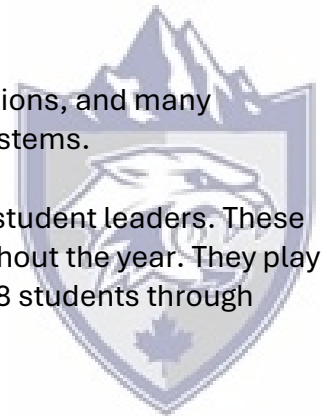 ions, and many
stems.
student leaders. These
hout the year. They play
8 students through